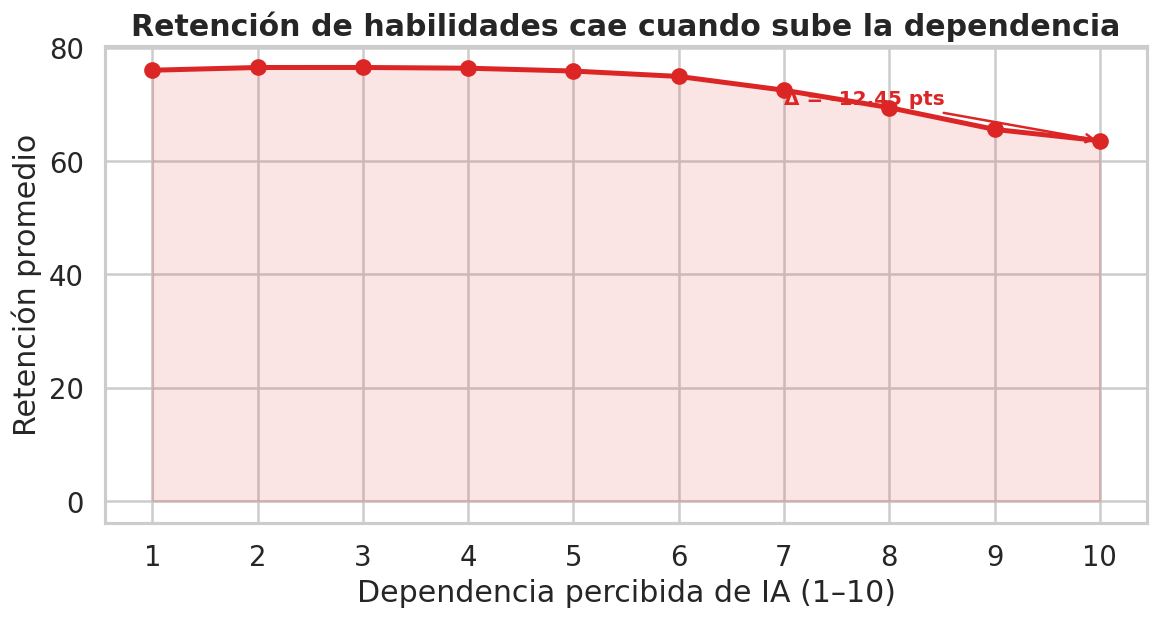 Retención de habilidades cae cuando sube la dependencia
80
60
40
20
0
Retención promedio
Δ = -12.45 pts
1 2 3 4 5 6 7 8 9 10
Dependencia percibida de IA (1–10)